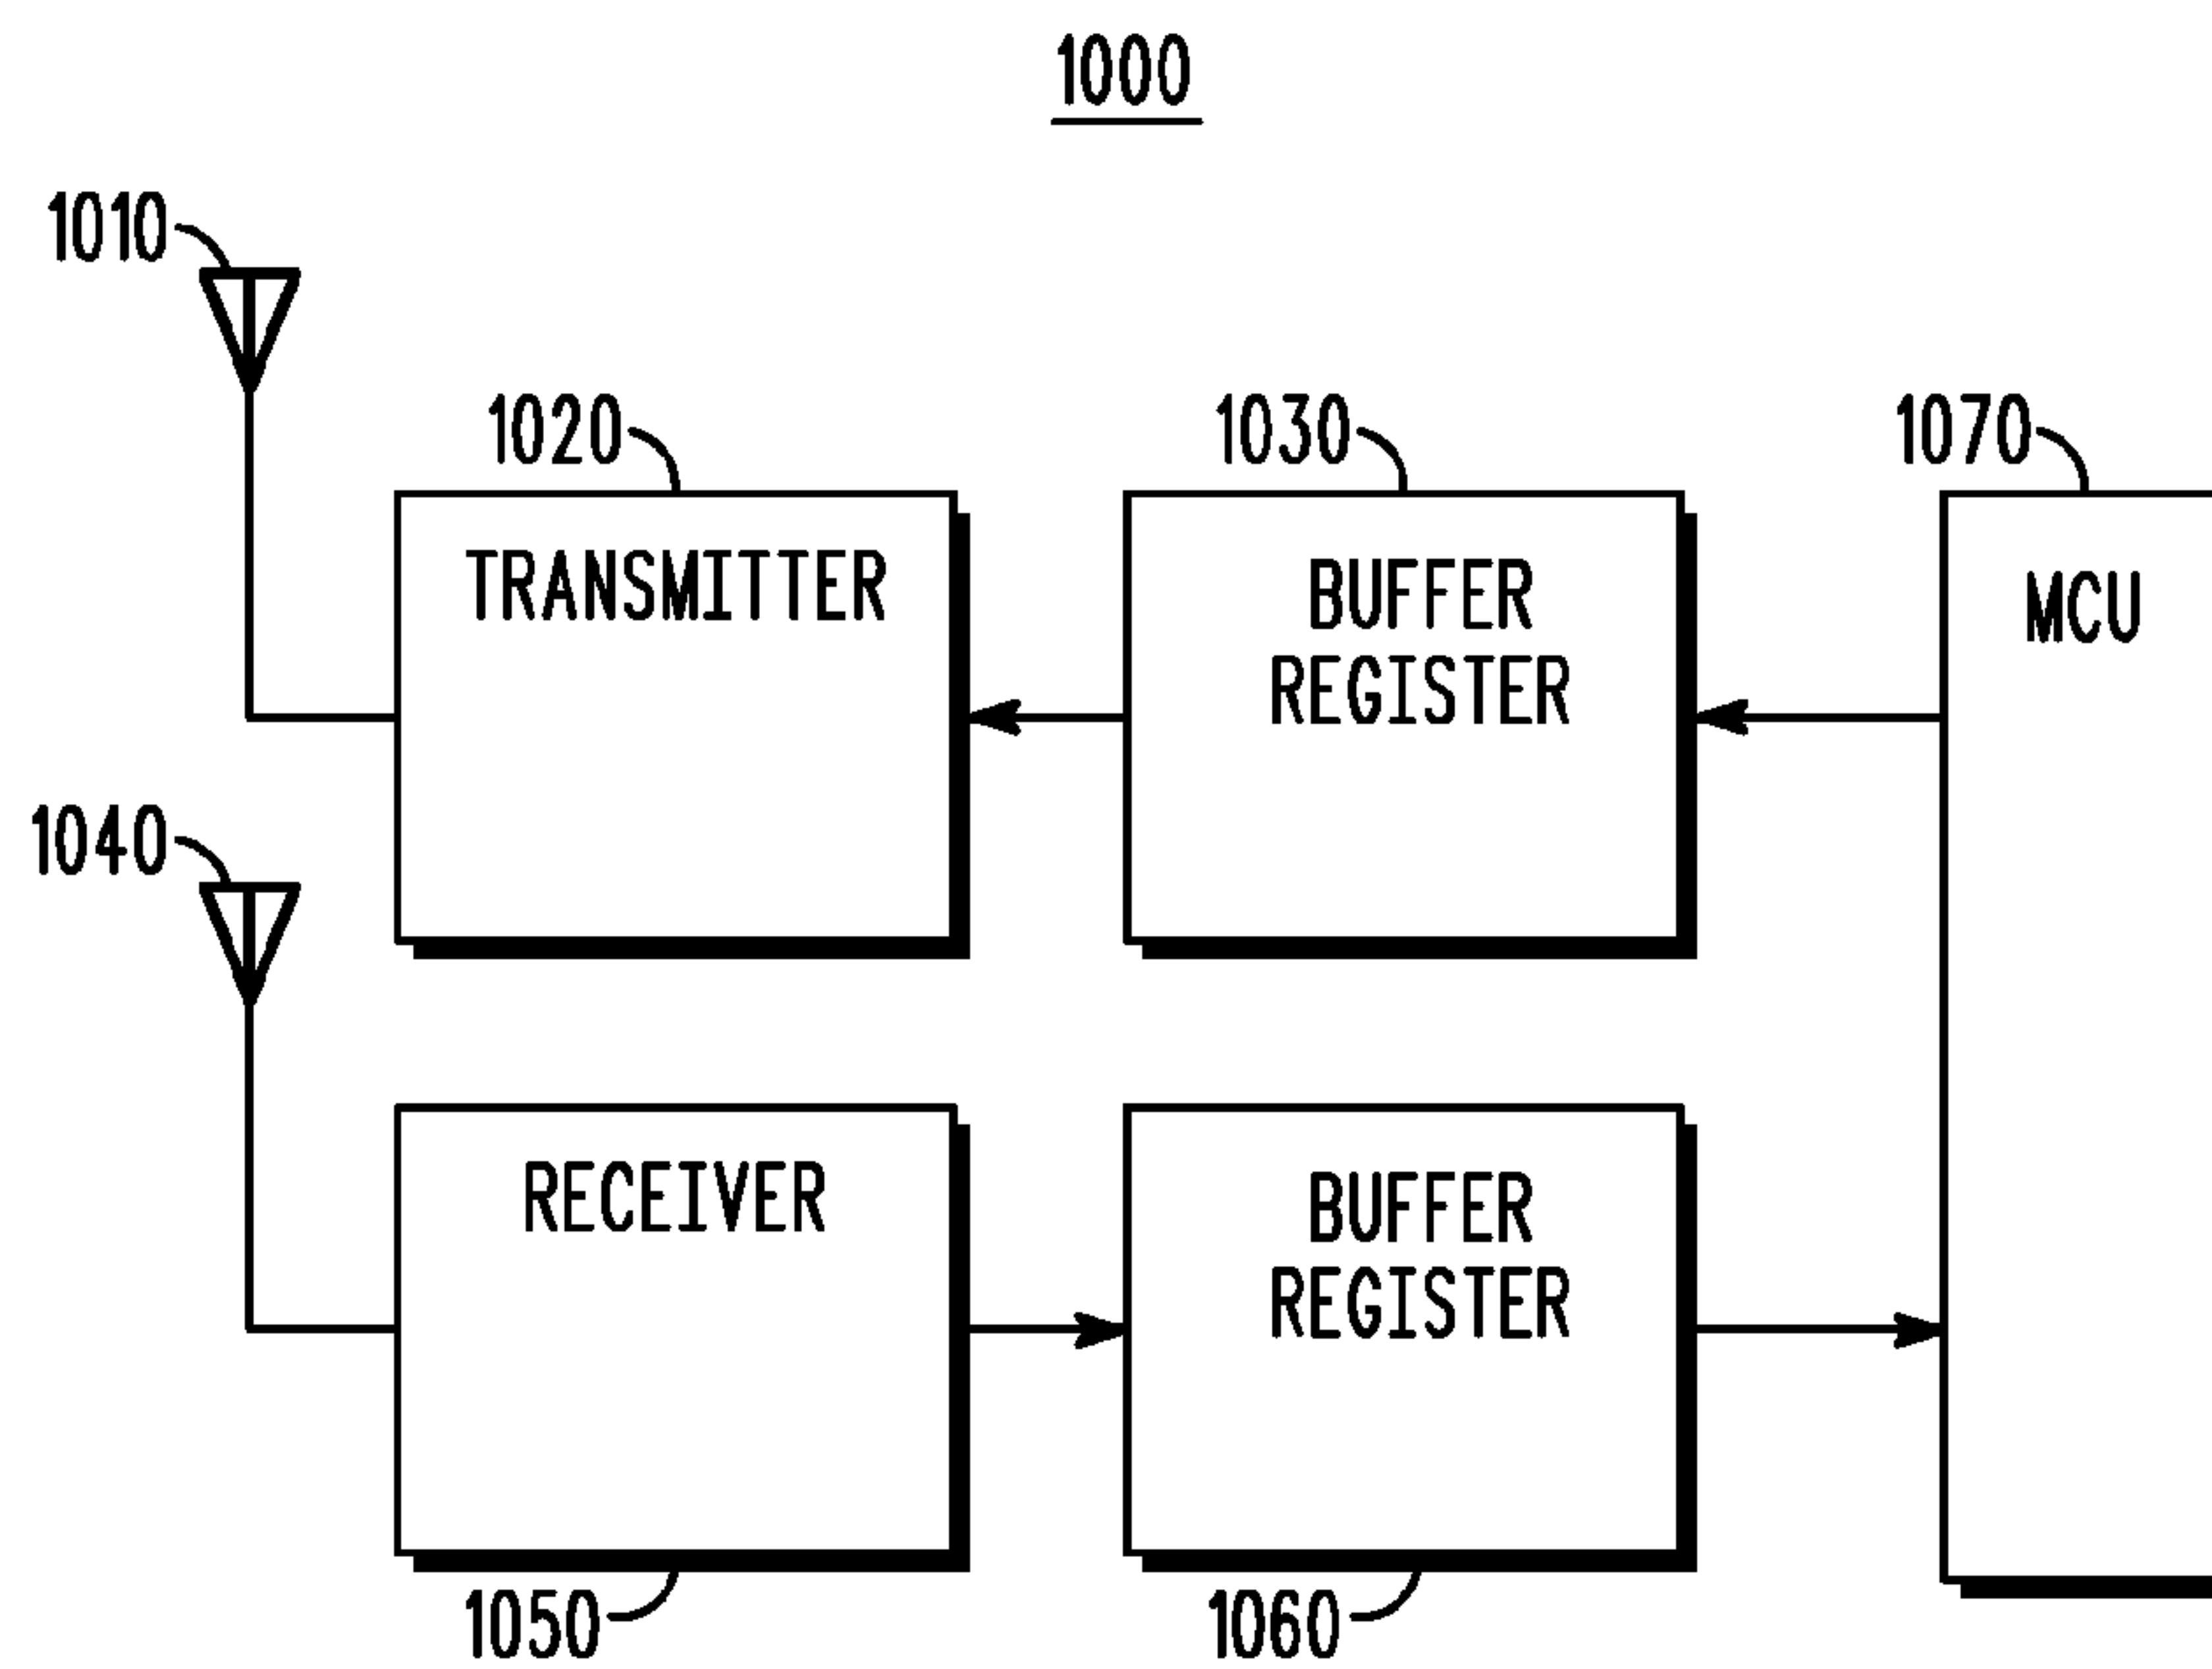 1000
1010
1020
1030
1070
TRANSMITTER
BUFFER
REGISTER
MCU
1040
RECEIVER
BUFFER
REGISTER
1050
1060